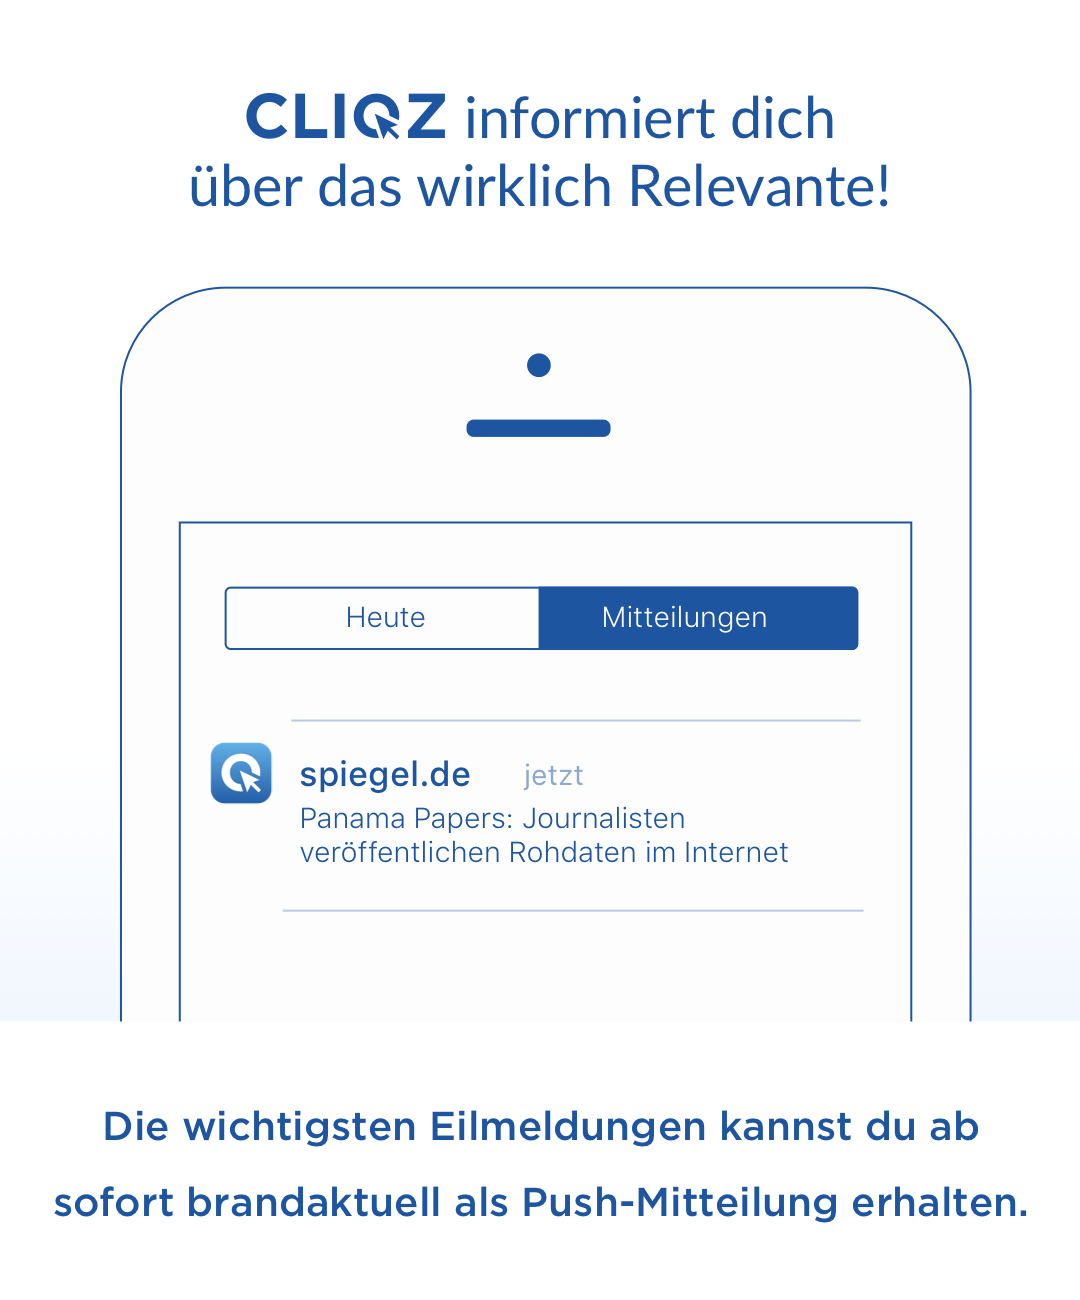 CLIQZ informiert dich
über das wirklich Relevante!
Heute
Mitteilungen
spiegel.de jetzt
Panama Papers: Journalisten
veröffentlichen Rohdaten im Internet
Die wichtigsten Eilmeldungen kannst du ab
sofort brandaktuell als Push-Mitteilung erhalten.